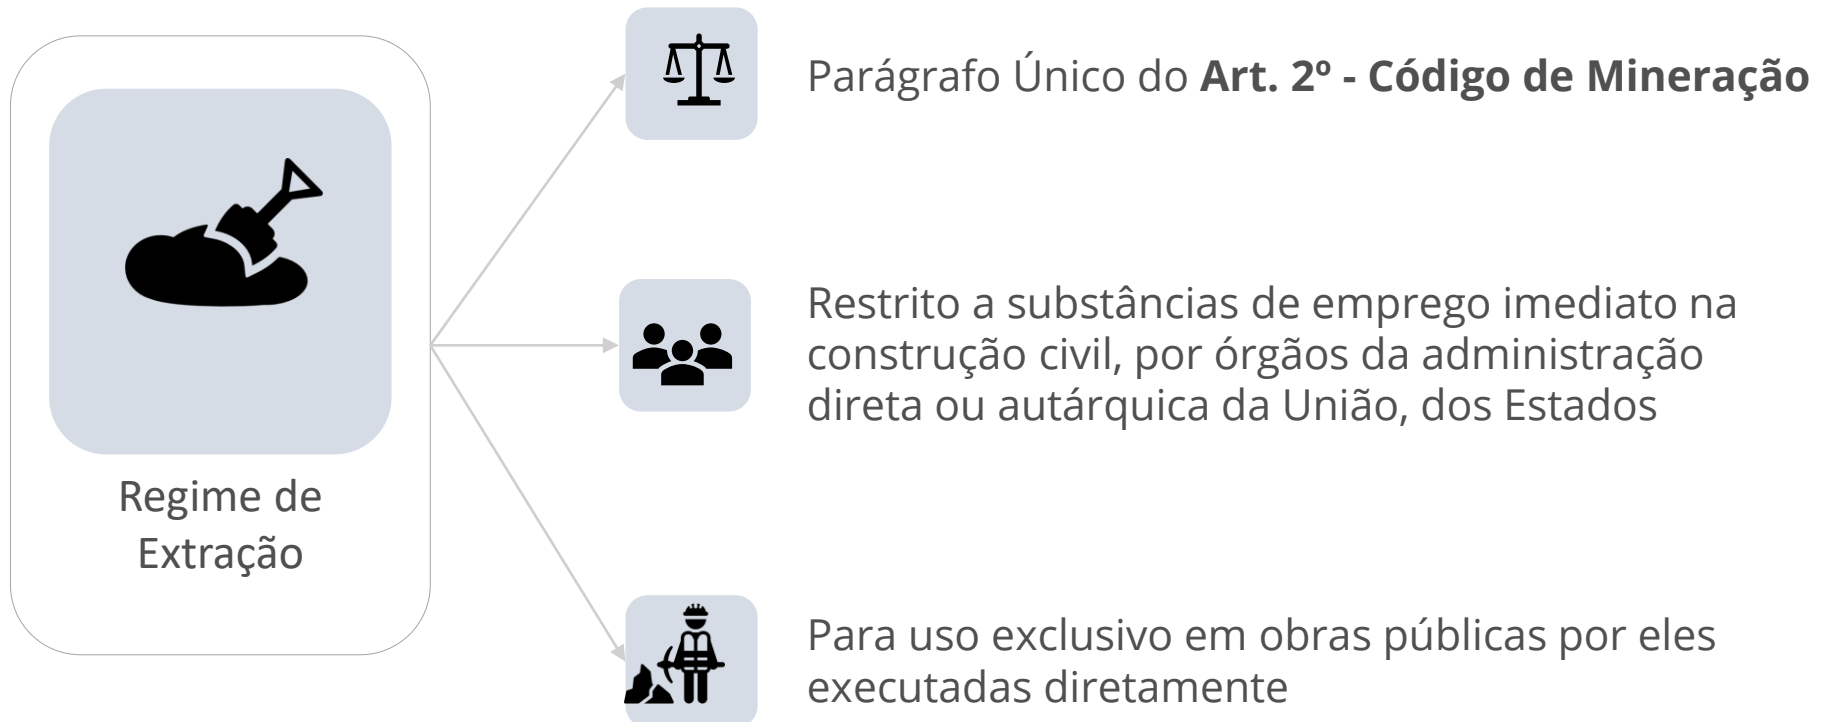 Regime de
Extração
Parágrafo Único do Art. 2º - Código de Mineração
Restrito a substâncias de emprego imediato na
construção civil, por órgãos da administração
direta ou autárquica da União, dos Estados
Para uso exclusivo em obras públicas por eles
executadas diretamente